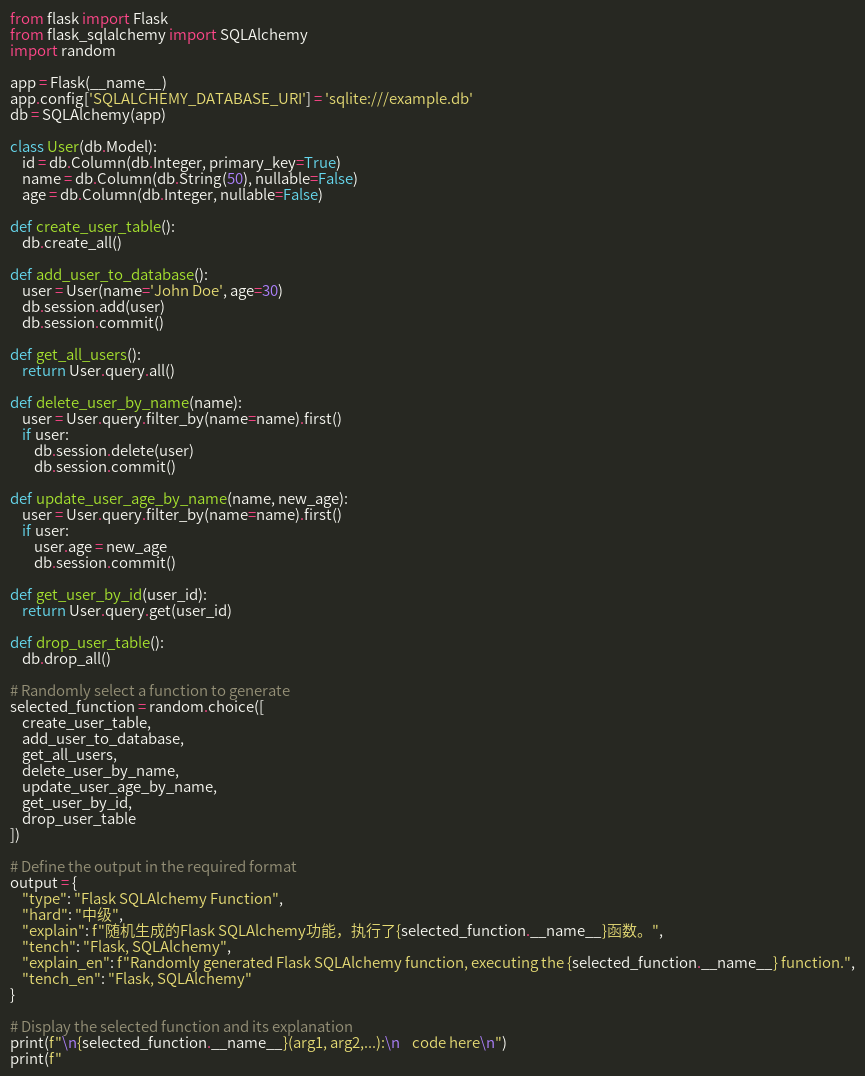 from flask import Flask
from flask_sqlalchemy import SQLAlchemy
import random

app = Flask(__name__)
app.config['SQLALCHEMY_DATABASE_URI'] = 'sqlite:///example.db'
db = SQLAlchemy(app)

class User(db.Model):
    id = db.Column(db.Integer, primary_key=True)
    name = db.Column(db.String(50), nullable=False)
    age = db.Column(db.Integer, nullable=False)

def create_user_table():
    db.create_all()

def add_user_to_database():
    user = User(name='John Doe', age=30)
    db.session.add(user)
    db.session.commit()

def get_all_users():
    return User.query.all()

def delete_user_by_name(name):
    user = User.query.filter_by(name=name).first()
    if user:
        db.session.delete(user)
        db.session.commit()

def update_user_age_by_name(name, new_age):
    user = User.query.filter_by(name=name).first()
    if user:
        user.age = new_age
        db.session.commit()

def get_user_by_id(user_id):
    return User.query.get(user_id)

def drop_user_table():
    db.drop_all()

# Randomly select a function to generate
selected_function = random.choice([
    create_user_table,
    add_user_to_database,
    get_all_users,
    delete_user_by_name,
    update_user_age_by_name,
    get_user_by_id,
    drop_user_table
])

# Define the output in the required format
output = {
    "type": "Flask SQLAlchemy Function",
    "hard": "中级",
    "explain": f"随机生成的Flask SQLAlchemy功能，执行了{selected_function.__name__}函数。",
    "tench": "Flask, SQLAlchemy",
    "explain_en": f"Randomly generated Flask SQLAlchemy function, executing the {selected_function.__name__} function.",
    "tench_en": "Flask, SQLAlchemy"
}

# Display the selected function and its explanation
print(f"\n{selected_function.__name__}(arg1, arg2,...):\n    code here\n")
print(f"